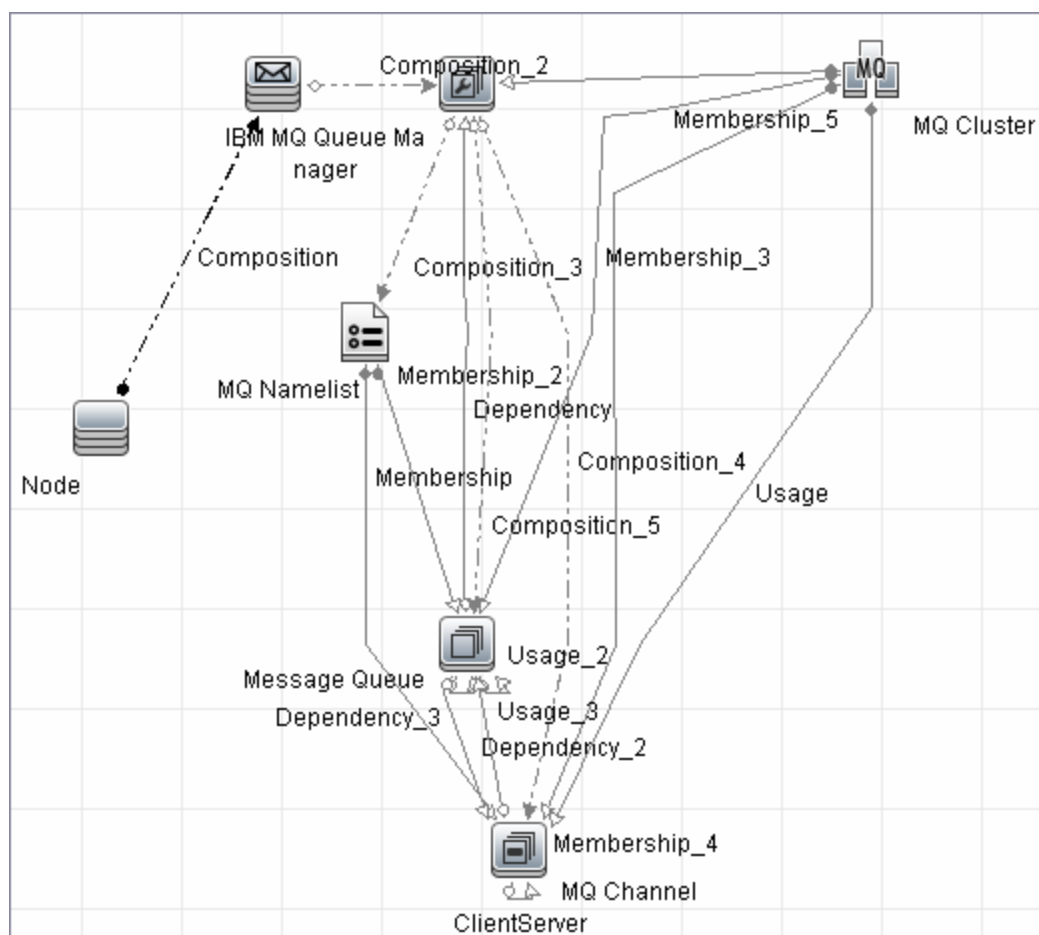 Composition_2
MQ
Membership_5
MQ Cluster
IBM MQ Queue Ma
nager
Composition
Composition_3
Membership_3
MQ Namelist
Membership_2
Dependency
Composition_4
Node
Membership
Usage
Composition_5
Message Queue
Usage_2
Dependency_3
Usage_3
Dependency_2
Membership_4
MQ Channel
ClientServer